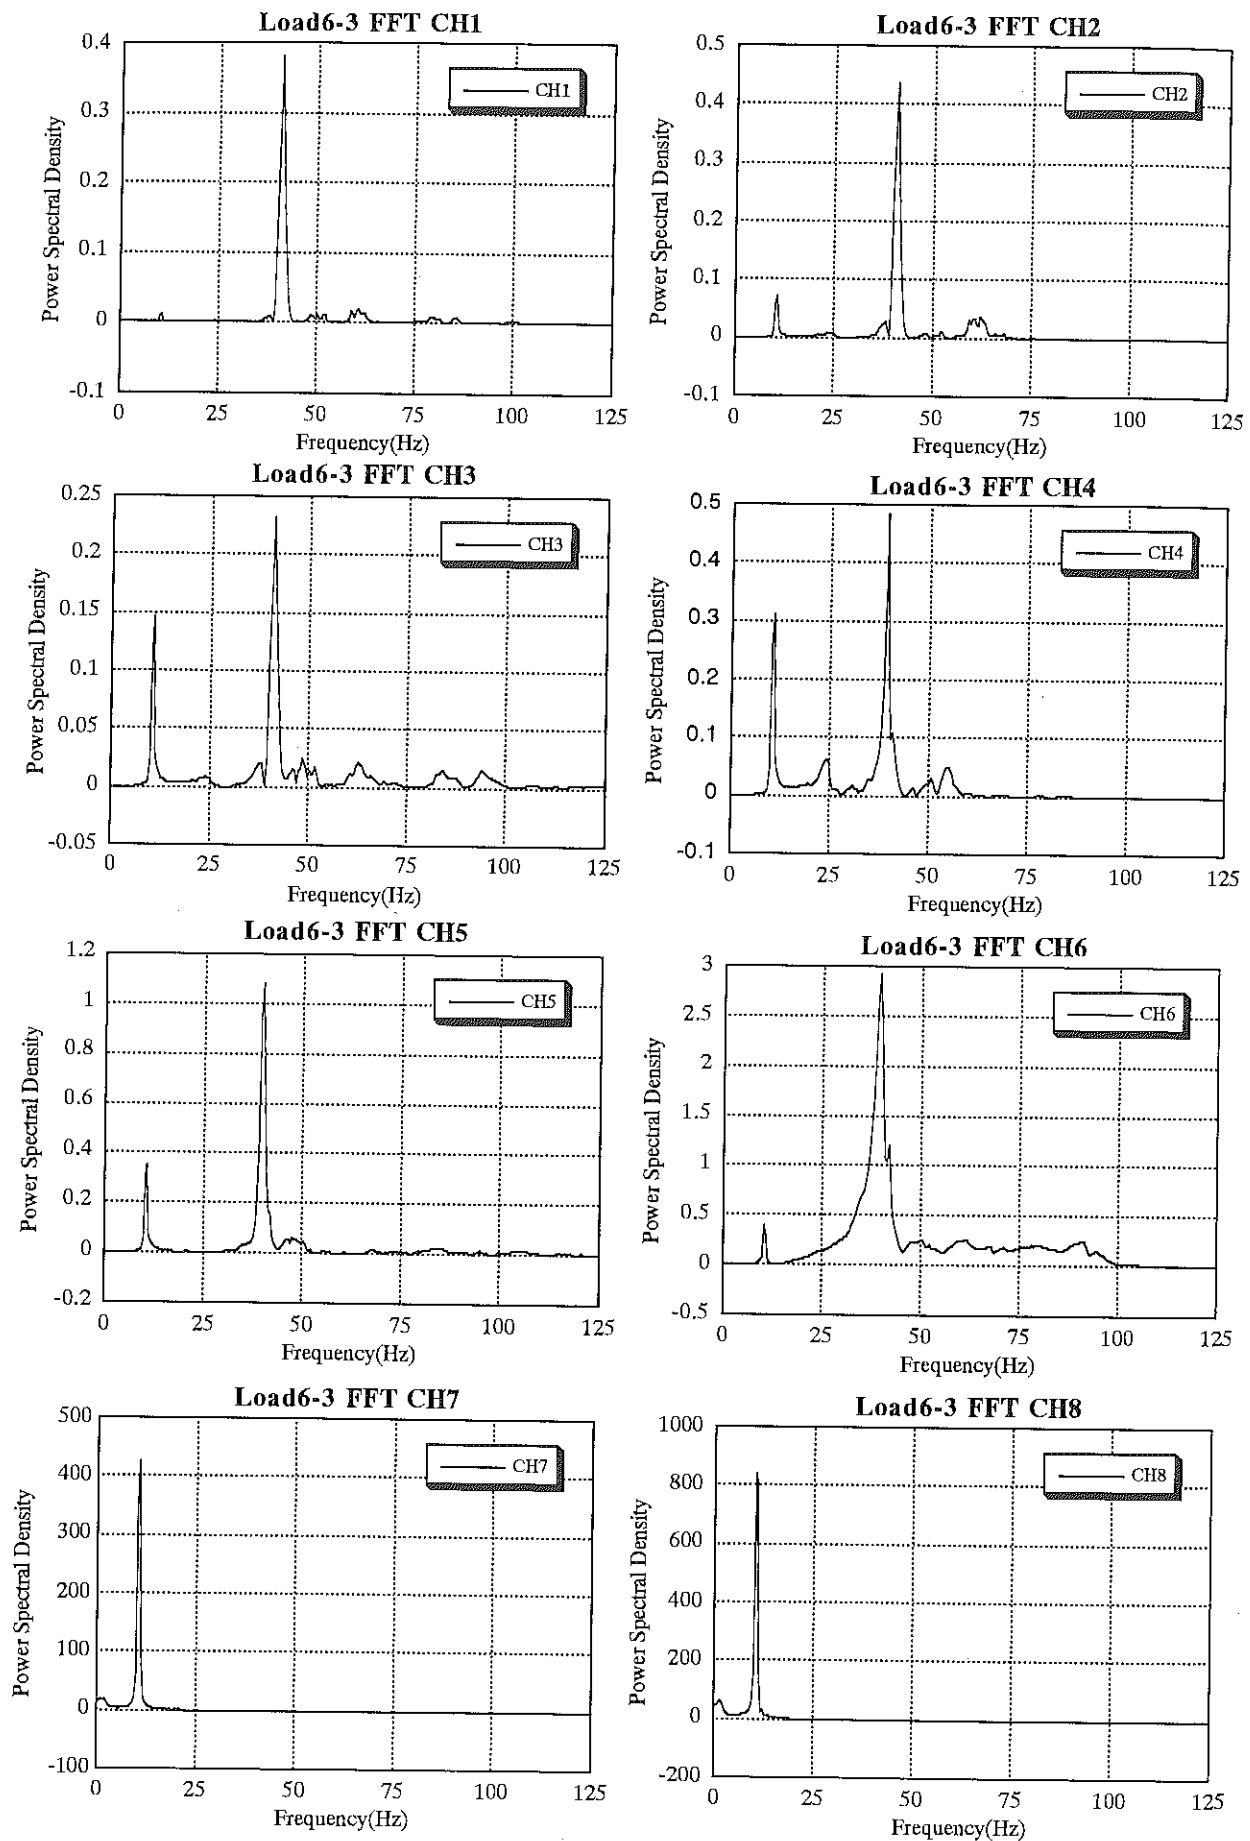 Load6-3 FFT CH1
Power Spectral Density
0.4
0.3
0.2
0.1
0
-0.1
CH1
0 25 50 75 100 125
Frequency(Hz)
Load6-3 FFT CH2
Power Spectral Density
0.5
0.4
0.3
0.2
0.1
0
-0.1
CH2
0 25 50 75 100 125
Frequency(Hz)
Load6-3 FFT CH3
Power Spectral Density
0.25
0.2
0.15
0.1
0.05
0
-0.05
CH3
0 25 50 75 100 125
Frequency(Hz)
Load6-3 FFT CH4
Power Spectral Density
0.5
0.4
0.3
0.2
0.1
0
-0.1
CH4
0 25 50 75 100 125
Frequency(Hz)
Load6-3 FFT CH5
Power Spectral Density
1.2
1
0.8
0.6
0.4
0.2
0
-0.2
CH5
0 25 50 75 100 125
Frequency(Hz)
Load6-3 FFT CH6
Power Spectral Density
3
2.5
2
1.5
1
0.5
0
-0.5
CH6
0 25 50 75 100 125
Frequency(Hz)
Load6-3 FFT CH7
Power Spectral Density
500
400
300
200
100
0
-100
CH7
0 25 50 75 100 125
Frequency(Hz)
Load6-3 FFT CH8
Power Spectral Density
1000
800
600
400
200
0
-200
CH8
0 25 50 75 100 125
Frequency(Hz)